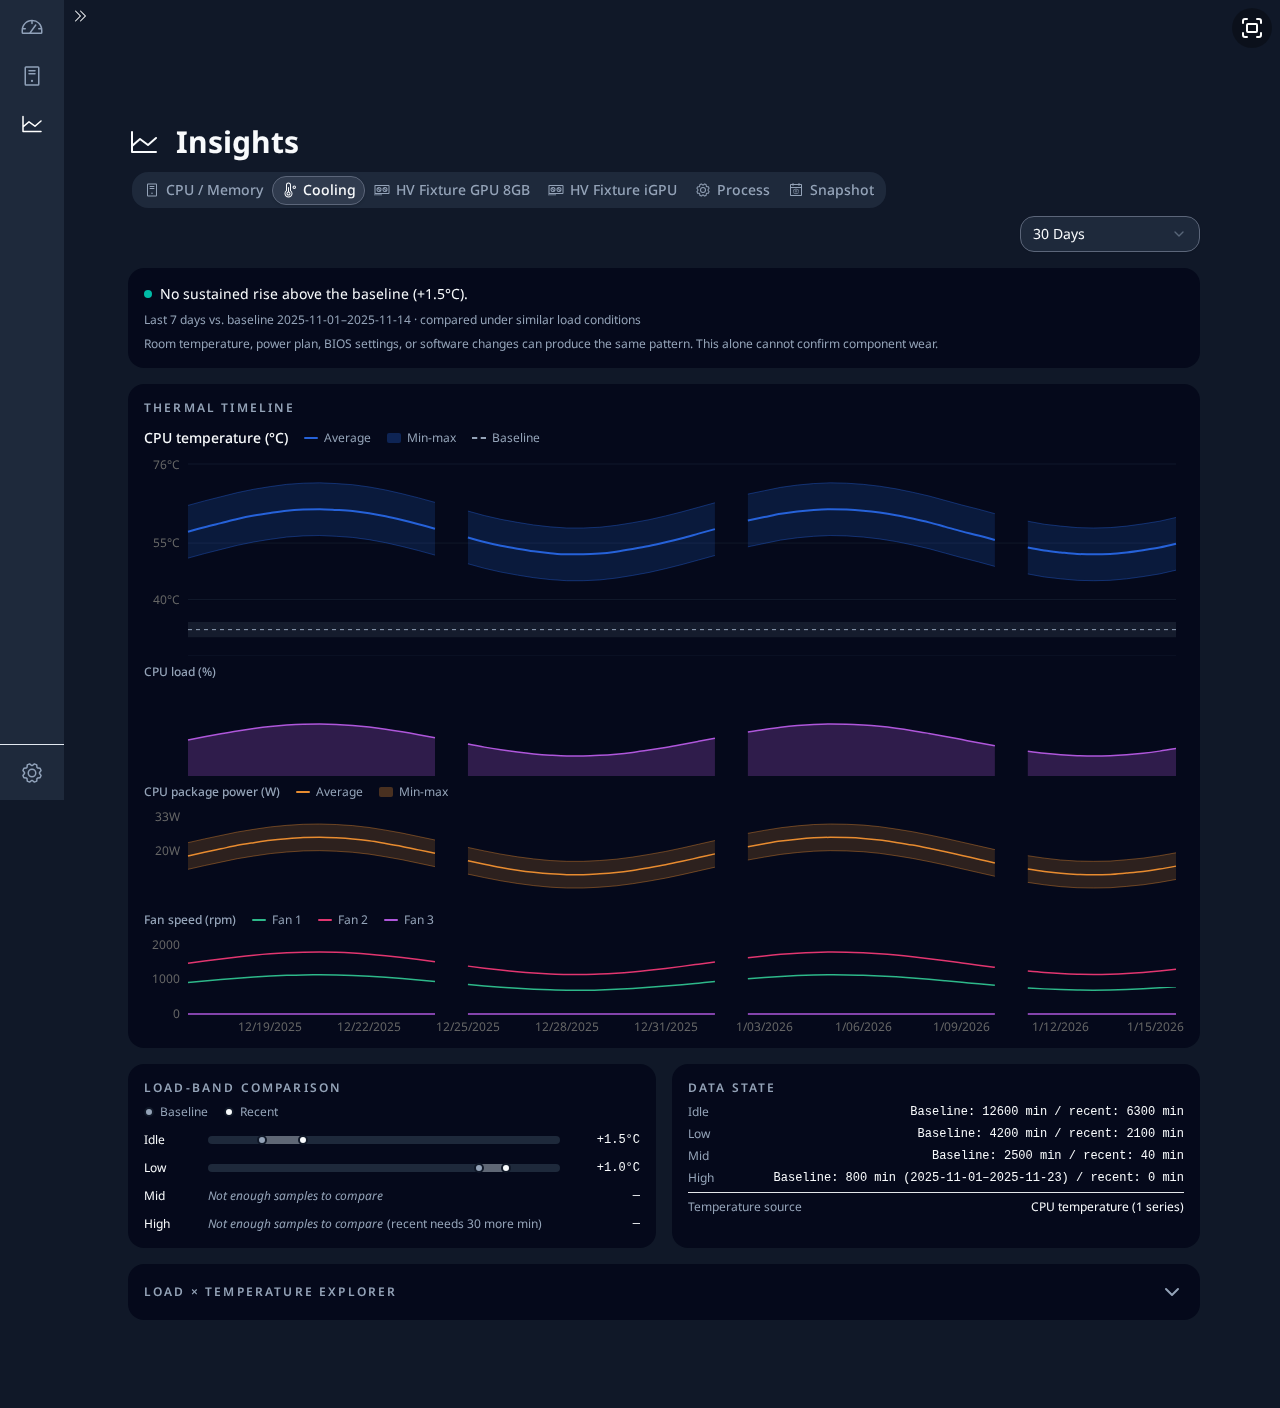 Insights
CPU / Memory Cooling HV Fixture GPU 8GB HV Fixture iGPU Process Snapshot
30 Days
No sustained rise above the baseline (+1.5°C).
Last 7 days vs. baseline 2025-11-01–2025-11-14 · compared under similar load conditions
Room temperature, power plan, BIOS settings, or software changes can produce the same pattern. This alone cannot confirm component wear.
THERMAL TIMELINE
CPU temperature (°C) Average Min-max Baseline
76°C
55°C
40°C
CPU load (%)
CPU package power (W) Average Min-max
33W
20W
Fan speed (rpm) Fan 1 Fan 2 Fan 3
2000
1000
0
12/19/2025 12/22/2025 12/25/2025 12/28/2025 12/31/2025 1/03/2026 1/06/2026 1/09/2026 1/12/2026 1/15/2026
LOAD-BAND COMPARISON
Baseline Recent
Idle +1.5°C
Low +1.0°C
Mid Not enough samples to compare —
High Not enough samples to compare (recent needs 30 more min) —
DATA STATE
Idle Baseline: 12600 min / recent: 6300 min
Low Baseline: 4200 min / recent: 2100 min
Mid Baseline: 2500 min / recent: 40 min
High Baseline: 800 min (2025-11-01–2025-11-23) / recent: 0 min
Temperature source CPU temperature (1 series)
LOAD × TEMPERATURE EXPLORER